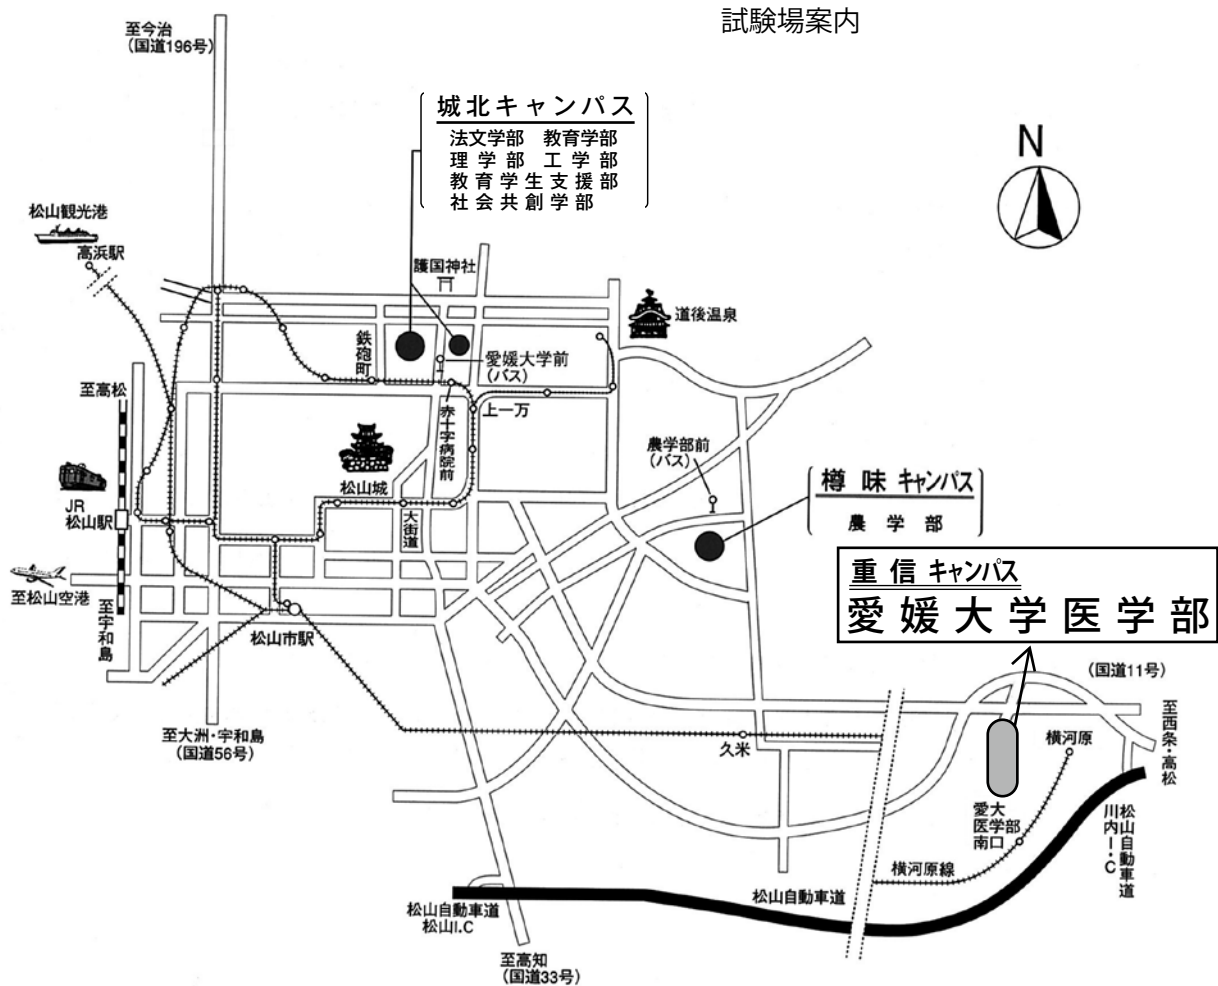 試験場案内
至今治
(国道196号)
城北キャンパス
法文学部 教育学部
理学部 工学部
教育学生支援部
社会共創学部
N
松山観光港
高浜駅
護国神社
道後温泉
鉄砲町
愛媛大学前
(バス)
至高松
上一万
赤十字病院前
農学部前
(バス)
樽味キャンパス
農学部
松山城
JR
松山駅
大街道
重信キャンパス
愛媛大学医学部
至松山空港
至宇和島
松山市駅
(国道11号)
至西条・高松
至大洲・宇和島
(国道56号)
久米
横河原
愛大
医学部
南口
松山自動車道
川内I・C
横河原線
松山自動車道
松山自動車道
松山I.C
至高知
(国道33号)